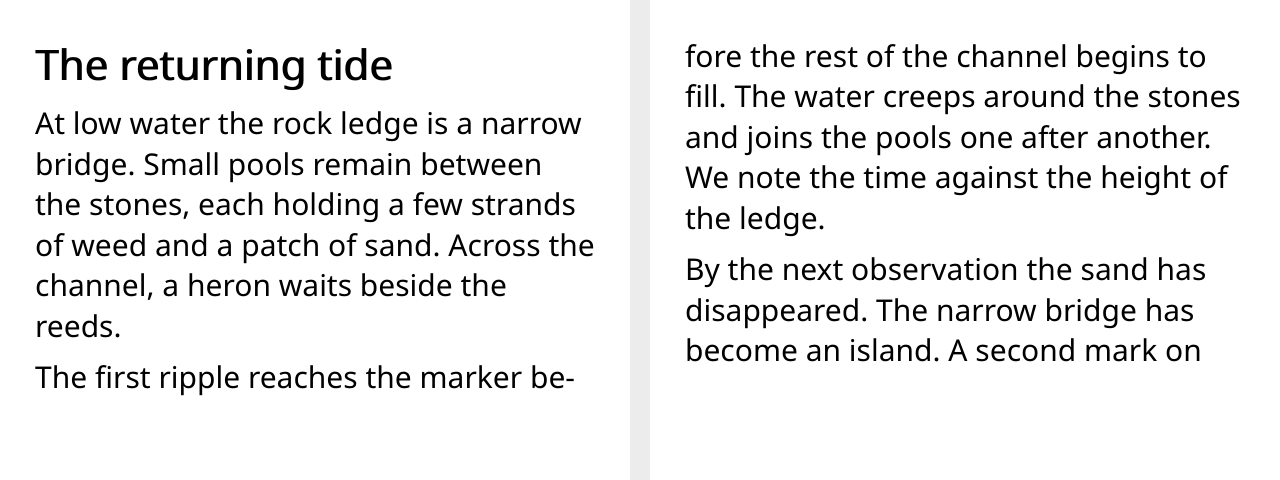 The returning tide
At low water the rock ledge is a narrow
bridge. Small pools remain between
the stones, each holding a few strands
of weed and a patch of sand. Across the
channel, a heron waits beside the
reeds.
The first ripple reaches the marker be-
fore the rest of the channel begins to
fill. The water creeps around the stones
and joins the pools one after another.
We note the time against the height of
the ledge.
By the next observation the sand has
disappeared. The narrow bridge has
become an island. A second mark on